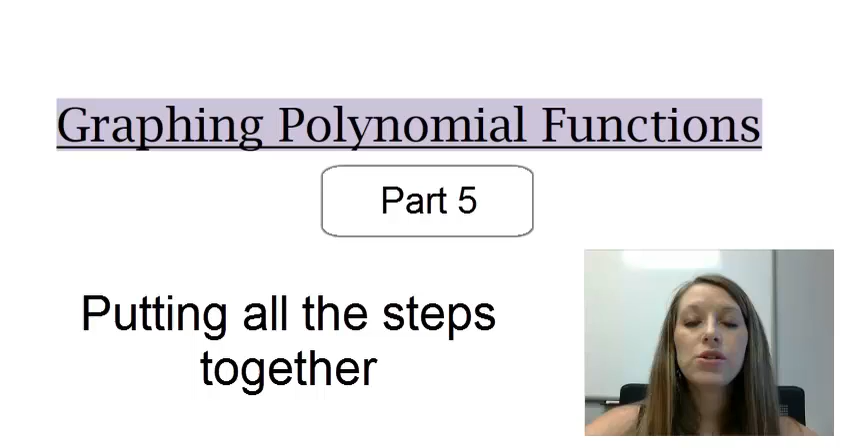 Graphing Polynomial Functions
Part 5
Putting all the steps
together